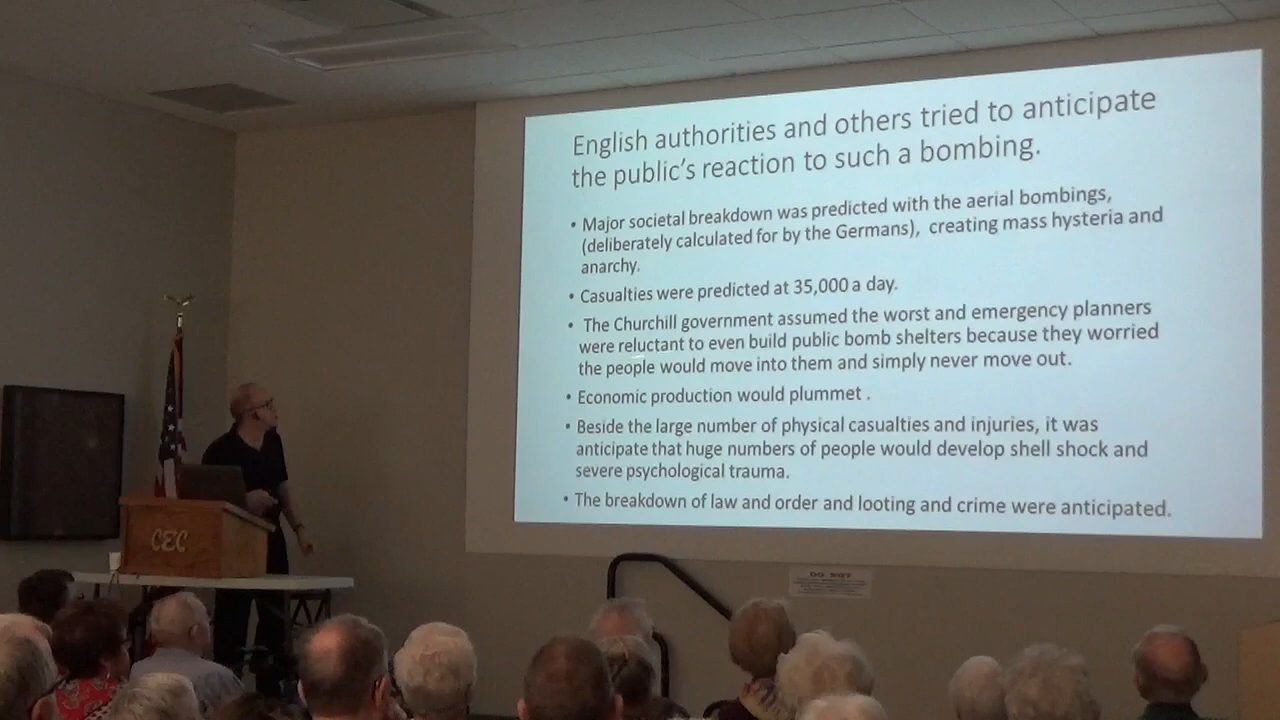 English authorities and others tried to anticipate
the public's reaction to such a bombing.
• Major societal breakdown was predicted with the aerial bombings,
(deliberately calculated for by the Germans), creating mass hysteria and
anarchy.
• Casualties were predicted at 35,000 a day.
• The Churchill government assumed the worst and emergency planners
were reluctant to even build public bomb shelters because they worried
the people would move into them and simply never move out.
• Economic production would plummet .
• Beside the large number of physical casualties and injuries, it was
anticipate that huge numbers of people would develop shell shock and
severe psychological trauma.
• The breakdown of law and order and looting and crime were anticipated.
CEC